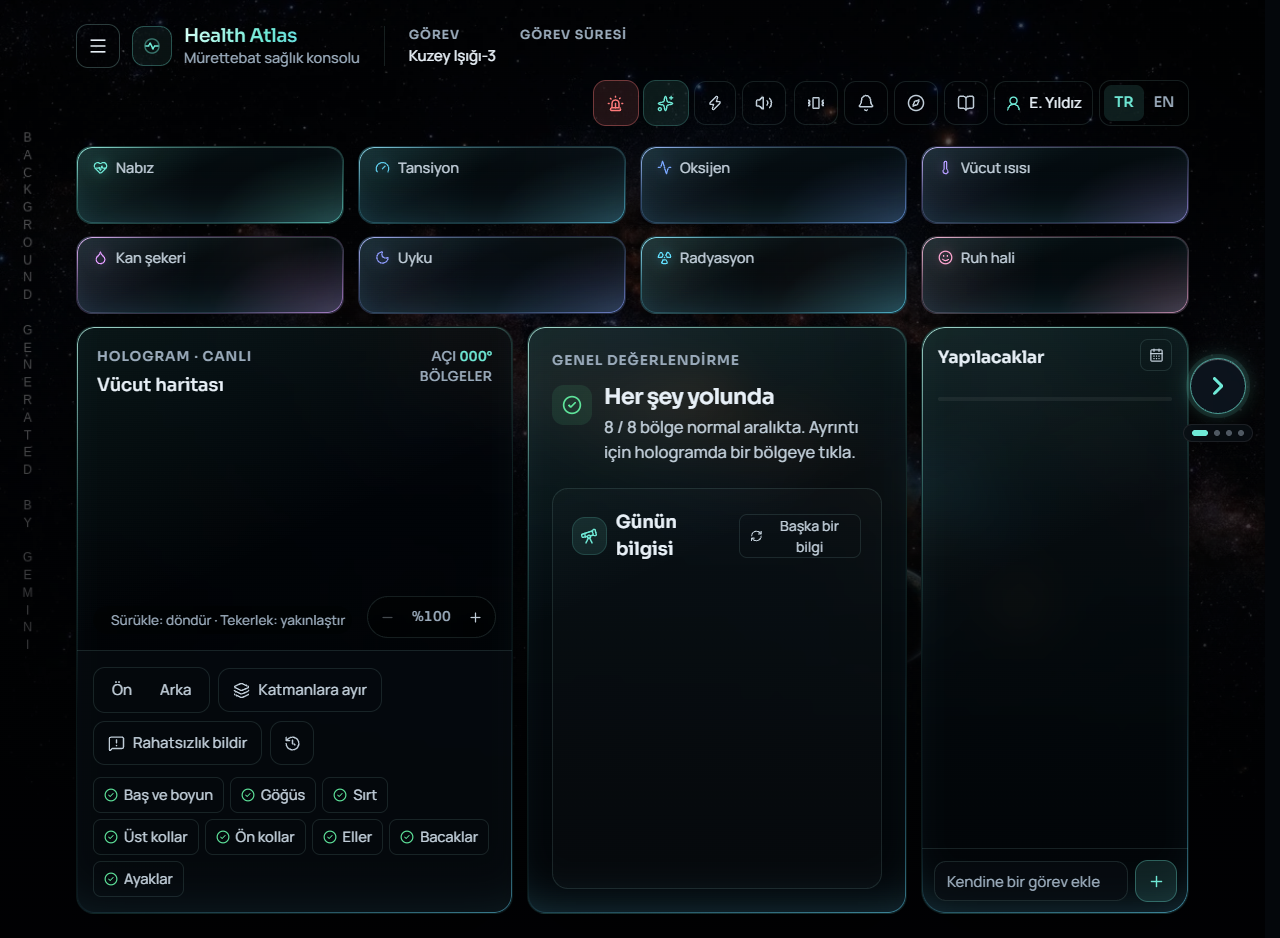 Health Atlas
Mürettebat sağlık konsolu
GÖREV
Kuzey Işığı-3
GÖREV SÜRESİ
E. Yıldız
TR
EN
BACKGROUND GENERATED BY GEMINI
Nabız
Tansiyon
Oksijen
Vücut ısısı
Kan şekeri
Uyku
Radyasyon
Ruh hali
HOLOGRAM · CANLI
Vücut haritası
AÇI 000°
BÖLGELER
Sürükle: döndür · Tekerlek: yakınlaştır
− %100 +
Ön
Arka
Katmanlara ayır
Rahatsızlık bildir
Baş ve boyun
Göğüs
Sırt
Üst kollar
Ön kollar
Eller
Bacaklar
Ayaklar
GENEL DEĞERLENDİRME
Her şey yolunda
8 / 8 bölge normal aralıkta. Ayrıntı
için hologramda bir bölgeye tıkla.
Günün
bilgisi
Başka bir
bilgi
Yapılacaklar
Kendine bir görev ekle
+